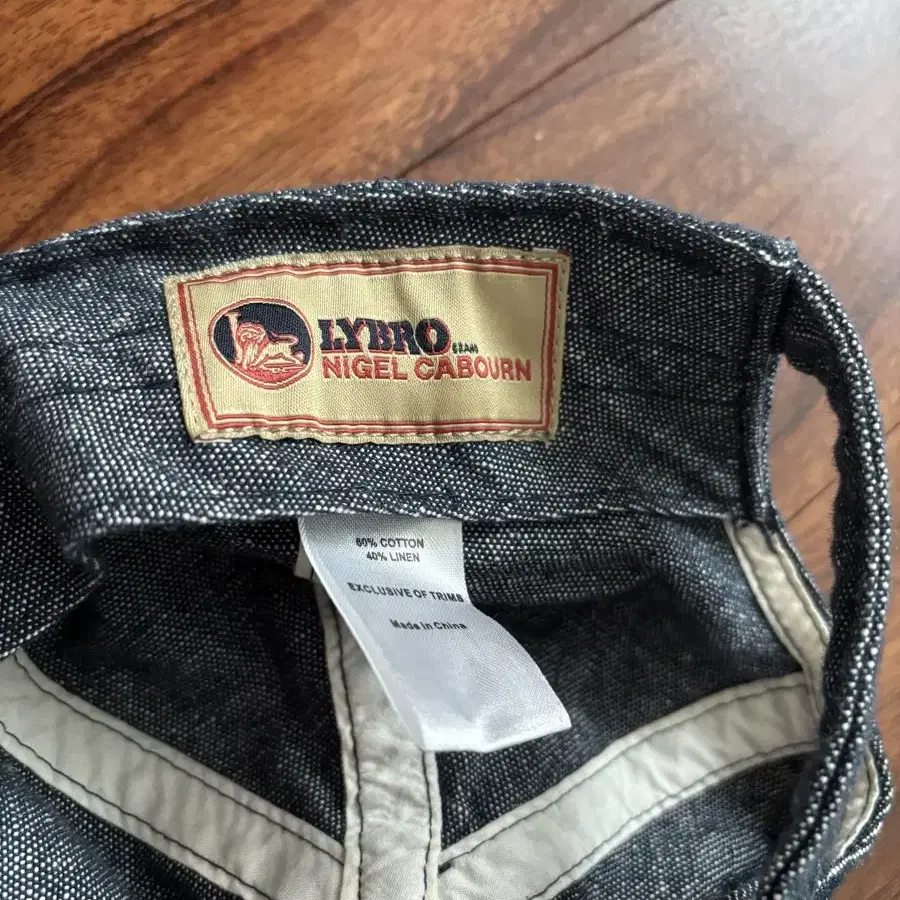 LYBRO
NIGEL CABOURN
60% COTTON
40% LINEN
EXCLUSIVE OF TRIMS
Made in China